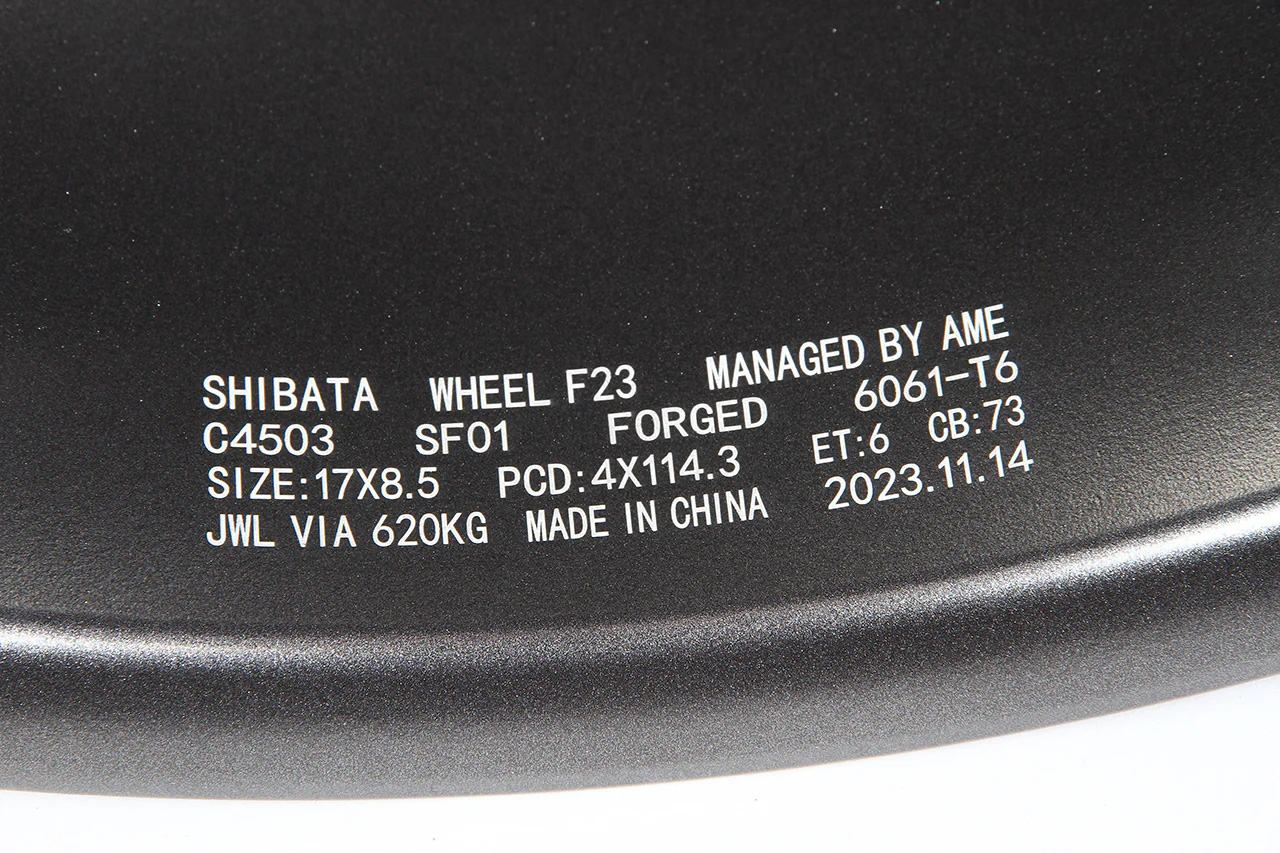 SHIBATA WHEEL F23 MANAGED BY AME
C4503 SF01 FORGED 6061-T6
SIZE:17X8.5 PCD:4X114.3 ET:6 CB:73
JWL VIA 620KG MADE IN CHINA 2023.11.14